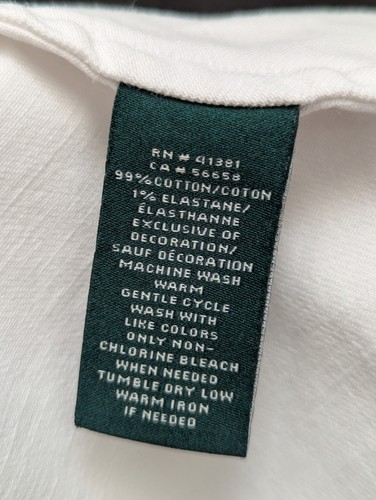 RN # 41381
CA # 56658
99% COTTON/COTON
1% ELASTANE/
ÉLASTHANNE
EXCLUSIVE OF
DECORATION/
SAUF DÉCORATION
MACHINE WASH
WARM
GENTLE CYCLE
WASH WITH
LIKE COLORS
ONLY NON-
CHLORINE BLEACH
WHEN NEEDED
TUMBLE DRY LOW
WARM IRON
IF NEEDED